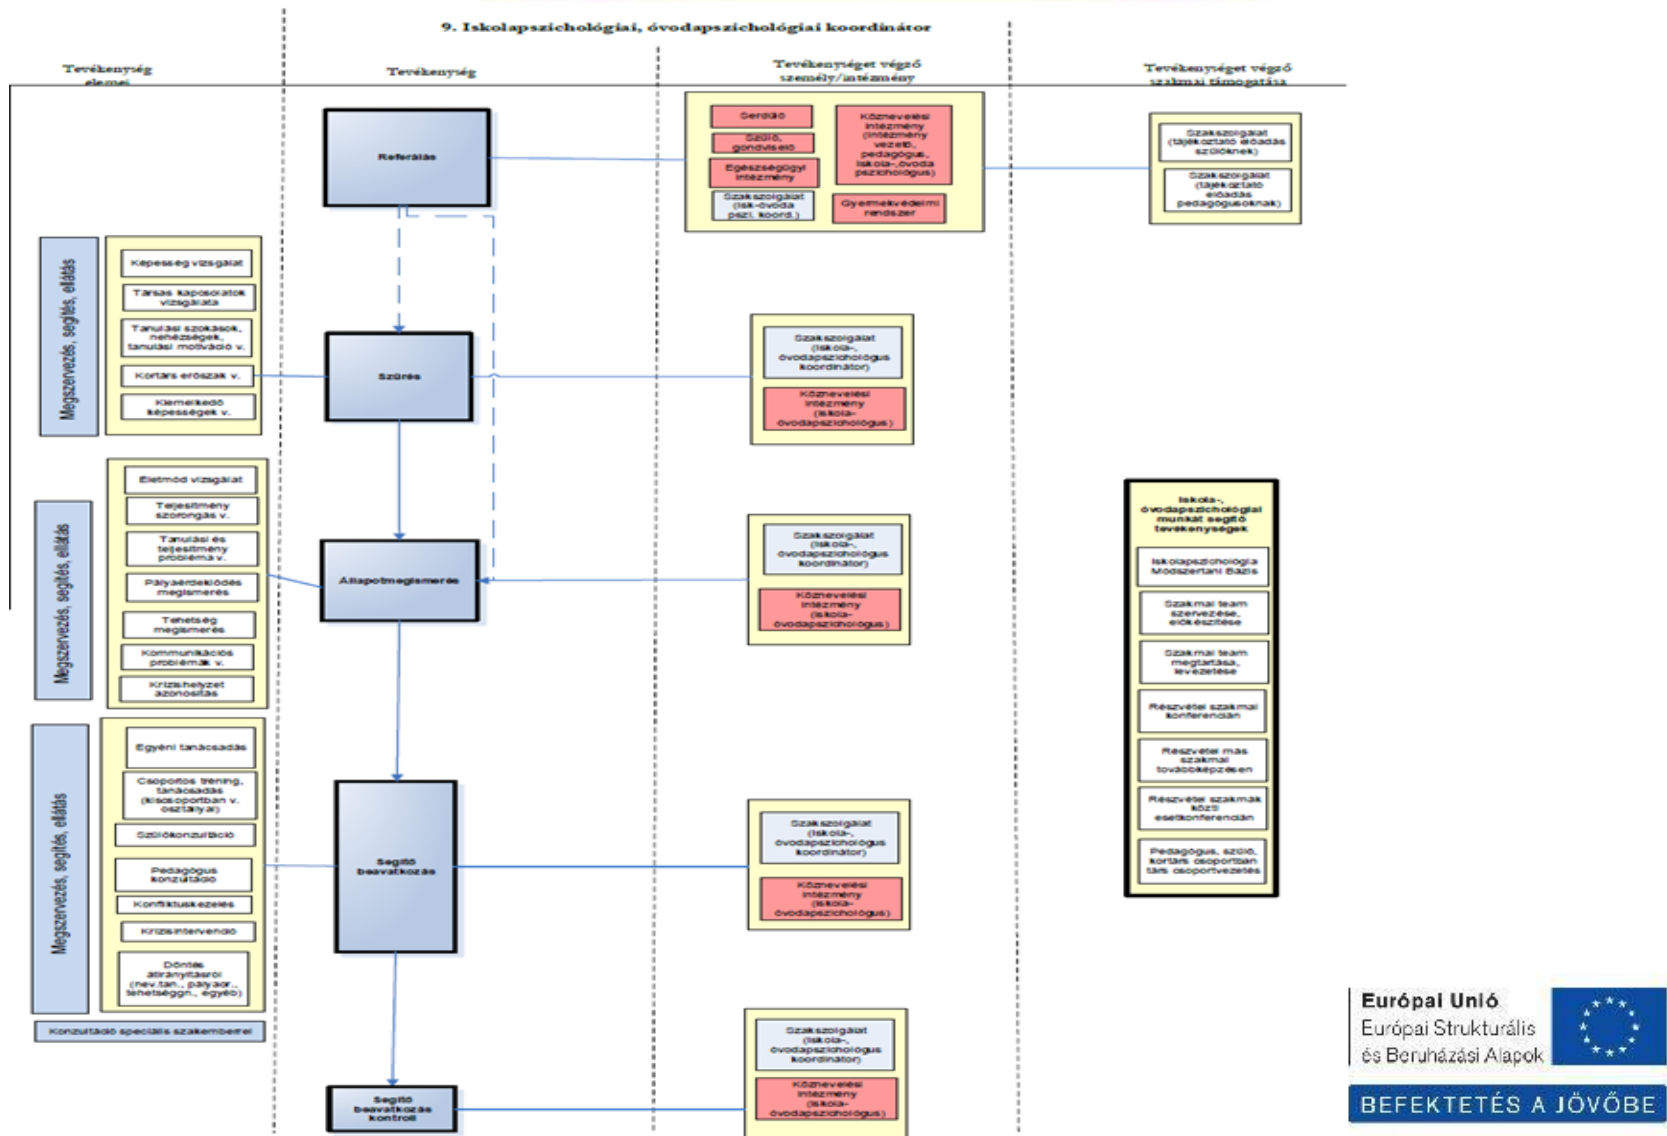 9. Iskolapszichológiai, óvodapszichológiai koordinátor
Tevékenység
elemei
Tevékenység
Tevékenységet végző
személy/intézmény
Tevékenységet végző
szakmai támogatása
Referálás
Serdülő
Szülő,
gondviselő
Egészségügyi
intézmény
Szakszolgálat
(isk-óvoda
pszi. koord.)
Köznevelési
intézmény
(intézmény
vezető,
pedagógus,
iskola-,óvoda
pszichológus)
Gyermekvédelmi
rendszer
Szakszolgálat
(tájékoztató előadás
szülőknek)
Szakszolgálat
(tájékoztató
előadás
pedagógusoknak)
Megszervezés, segítés, ellátás
Képesség vizsgálat
Társas kapcsolatok
vizsgálata
Tanulási szokások,
nehézségek,
tanulási motiváció v.
Kortárs erőszak v.
Kiemelkedő
képességek v.
Szűrés
Szakszolgálat
(Iskola-,
óvodapszichológus
koordinátor)
Köznevelési
intézmény
(iskola-
óvodapszichológus)
Megszervezés, segítés, ellátás
Életmód vizsgálat
Teljesítmény
szorongás v.
Tanulási és
teljesítmény
probléma v.
Pályaérdeklődés
megismerés
Tehetség
megismerés
Kommunikációs
problémák v.
Krízishelyzet
azonosítás
Állapotmegismerés
Szakszolgálat
(Iskola-,
óvodapszichológus
koordinátor)
Köznevelési
intézmény
(iskola-
óvodapszichológus)
Iskola-,
óvodapszichológiai
munkát segítő
tevékenységek
Iskolapszichológia
Módszertani Bázis
Szakmai team
szervezése,
előkészítése
Szakmai team
megtartása,
levezetése
Részvétel szakmai
konferencián
Részvétel más
szakmai
továbbképzésen
Részvétel szakmák
közti
esetkonferencián
Pedagógus, szülő,
kortárs csoportban
társ csoportvezetés
Megszervezés, segítés, ellátás
Egyéni tanácsadás
Csoportos tréning,
tanácsadás
(kiscsoportban v.
osztállyal)
Szülőkonzultáció
Pedagógus
konzultáció
Konfliktuskezelés
Krízisintervenció
Döntés
átirányításról
(nev.tan., pályaor.,
tehetséggn., egyéb)
Konzultáció speciális szakemberrel
Segítő
beavatkozás
Szakszolgálat
(Iskola-,
óvodapszichológus
koordinátor)
Köznevelési
intézmény
(iskola-
óvodapszichológus)
Segítő
beavatkozás
kontroll
Szakszolgálat
(Iskola-,
óvodapszichológus
koordinátor)
Köznevelési
intézmény
(iskola-
óvodapszichológus)
Európai Unió
Európai Strukturális
és Beruházási Alapok
BEFEKTETÉS A JÖVŐBE